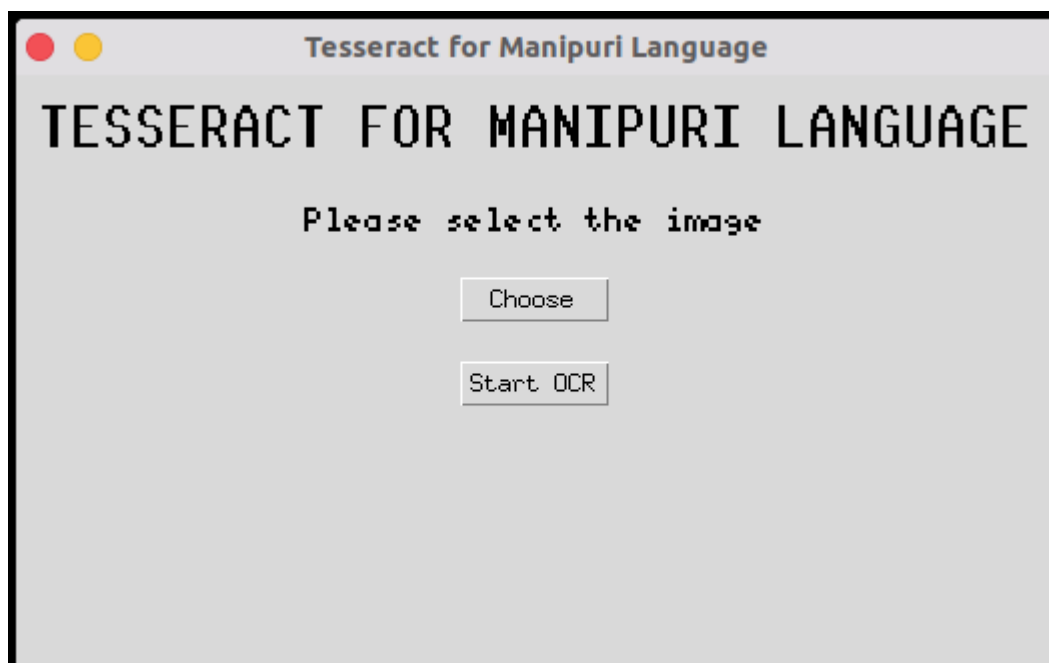 Tesseract for Manipuri Language
TESSERACT FOR MANIPURI LANGUAGE
Please select the image
Choose
Start OCR